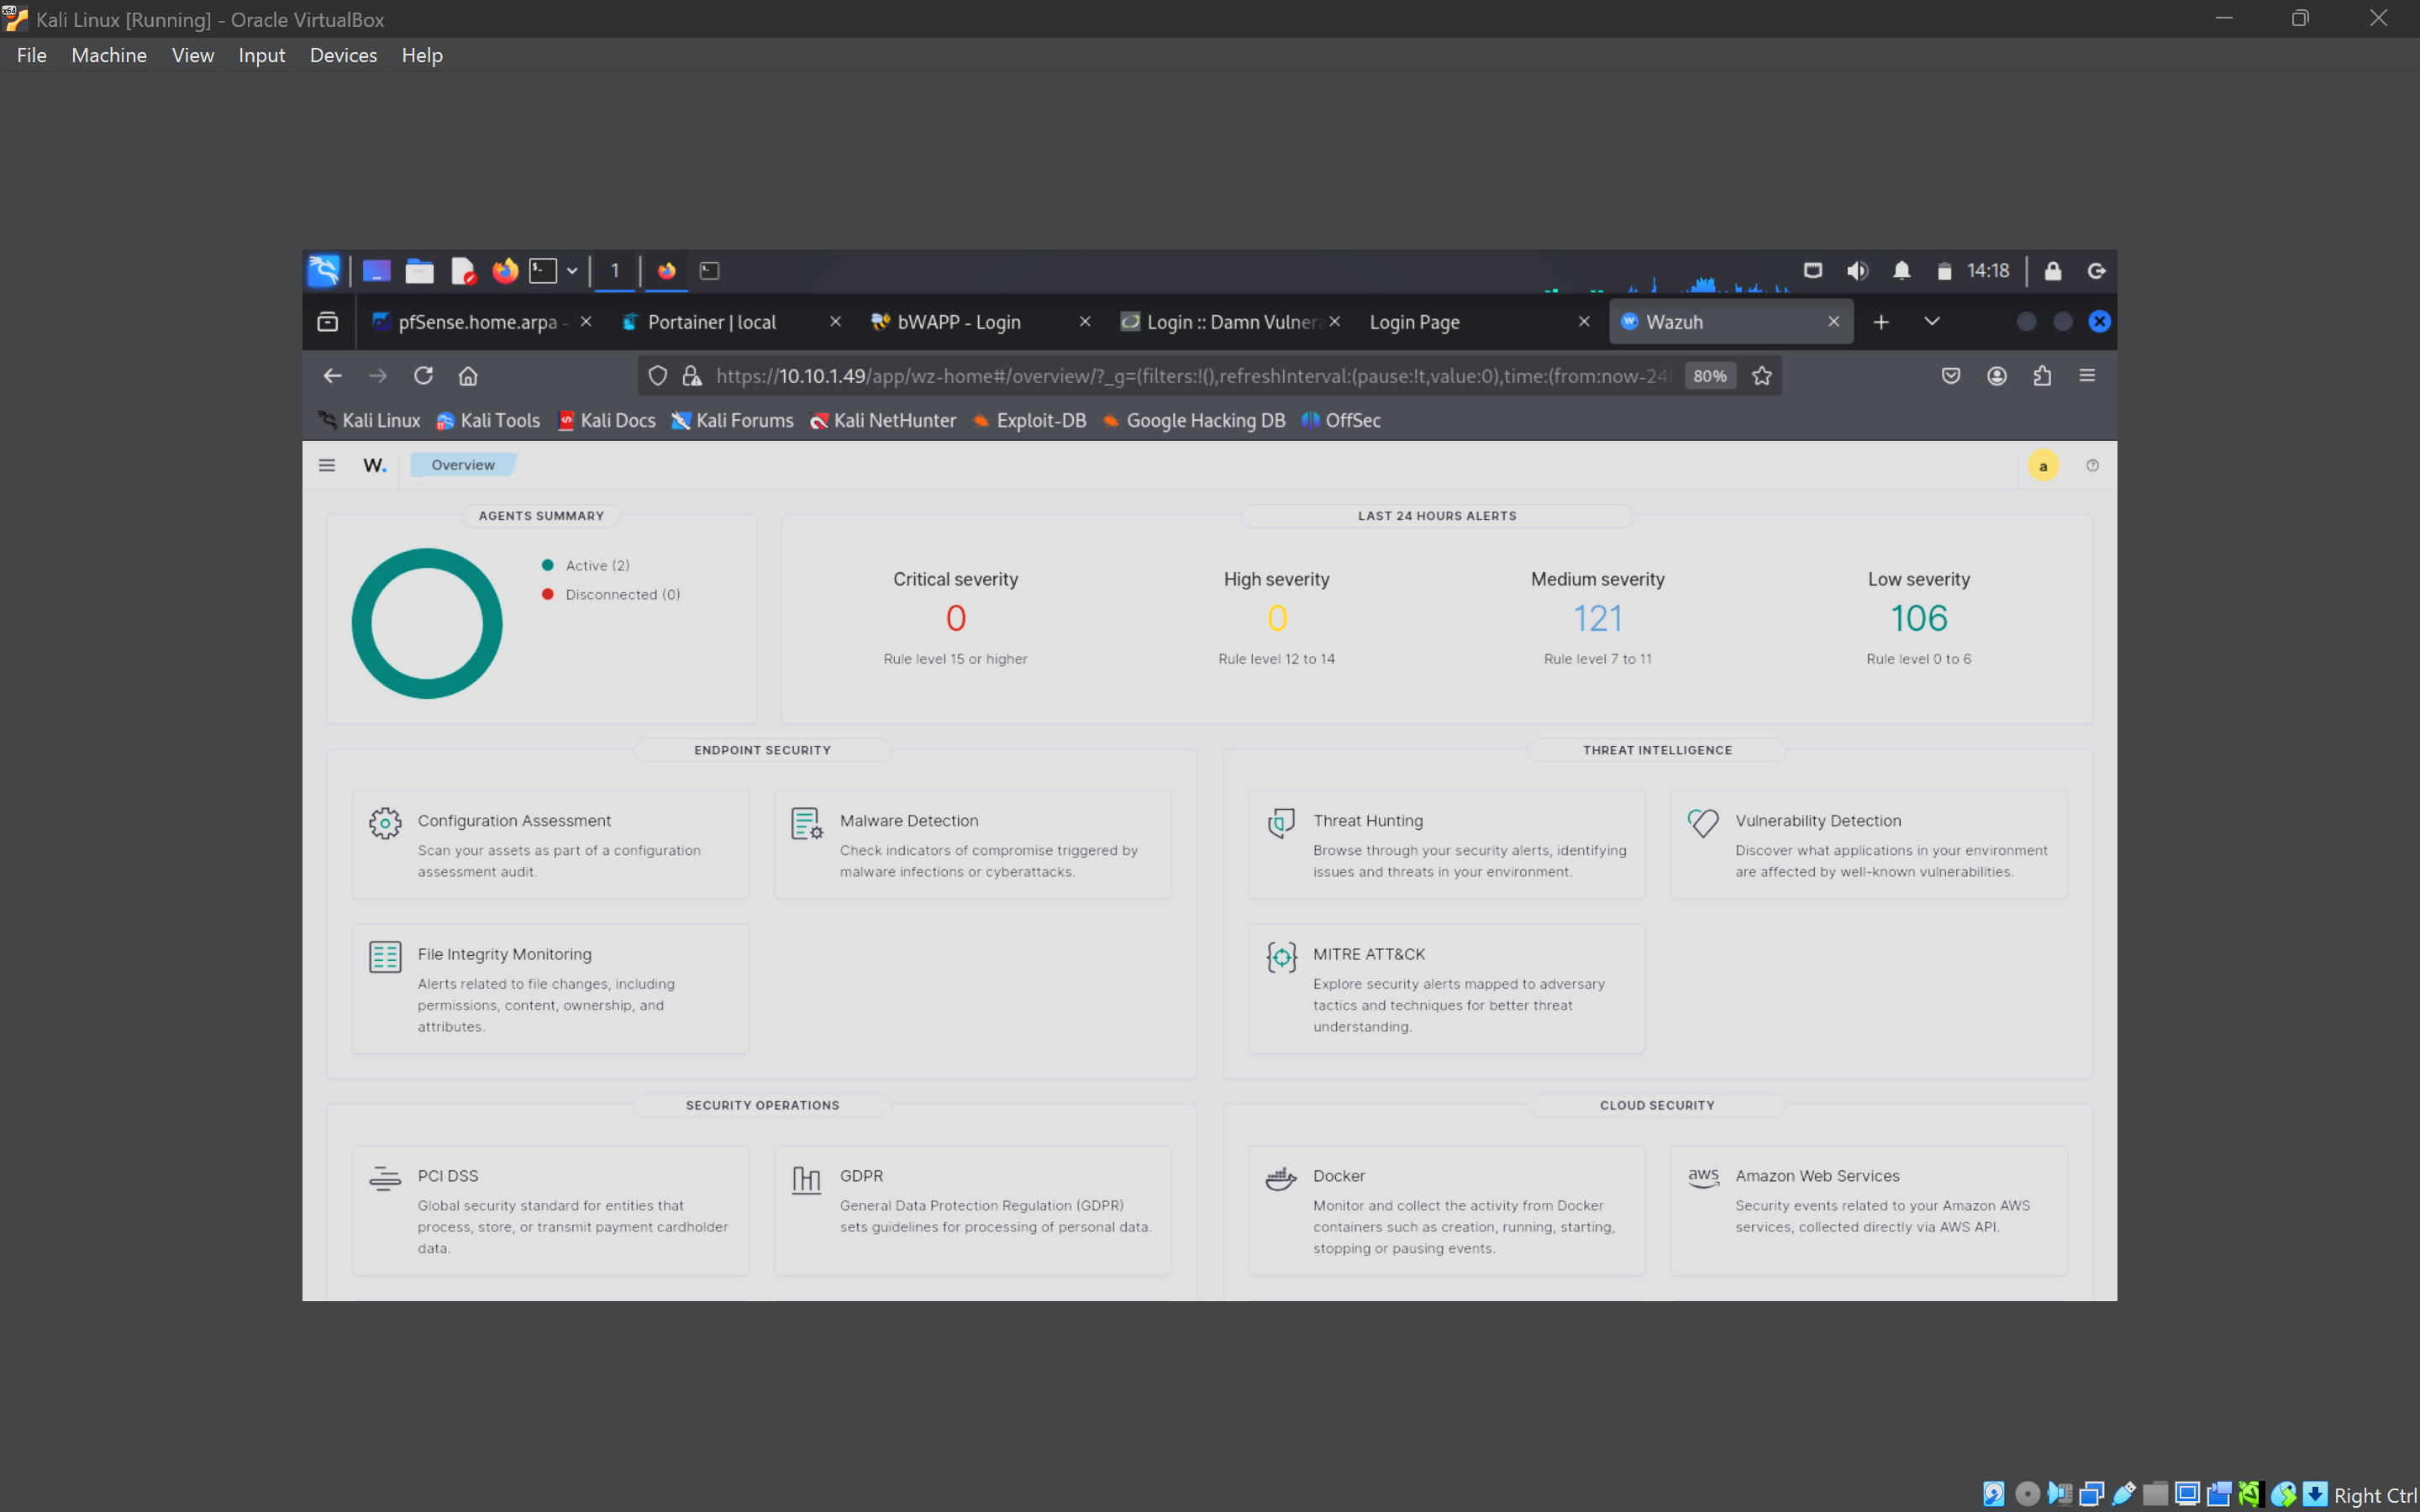 Kali Linux [Running] - Oracle VirtualBox
File Machine View Input Devices Help
1
14:18
pfSense.home.arpa -
Portainer | local
bWAPP - Login
Login :: Damn Vulnera
Login Page
Wazuh
https://10.10.1.49/app/wz-home#/overview/?_g=(filters:!(),refreshInterval:(pause:!t,value:0),time:(from:now-24h
80%
Kali Linux Kali Tools Kali Docs Kali Forums Kali NetHunter Exploit-DB Google Hacking DB OffSec
W. Overview a
AGENTS SUMMARY
Active (2)
Disconnected (0)
LAST 24 HOURS ALERTS
Critical severity
0
Rule level 15 or higher
High severity
0
Rule level 12 to 14
Medium severity
121
Rule level 7 to 11
Low severity
106
Rule level 0 to 6
ENDPOINT SECURITY
Configuration Assessment
Scan your assets as part of a configuration
assessment audit.
Malware Detection
Check indicators of compromise triggered by
malware infections or cyberattacks.
File Integrity Monitoring
Alerts related to file changes, including
permissions, content, ownership, and
attributes.
THREAT INTELLIGENCE
Threat Hunting
Browse through your security alerts, identifying
issues and threats in your environment.
Vulnerability Detection
Discover what applications in your environment
are affected by well-known vulnerabilities.
MITRE ATT&CK
Explore security alerts mapped to adversary
tactics and techniques for better threat
understanding.
SECURITY OPERATIONS
PCI DSS
Global security standard for entities that
process, store, or transmit payment cardholder
data.
GDPR
General Data Protection Regulation (GDPR)
sets guidelines for processing of personal data.
CLOUD SECURITY
Docker
Monitor and collect the activity from Docker
containers such as creation, running, starting,
stopping or pausing events.
aws
Amazon Web Services
Security events related to your Amazon AWS
services, collected directly via AWS API.
Right Ctrl